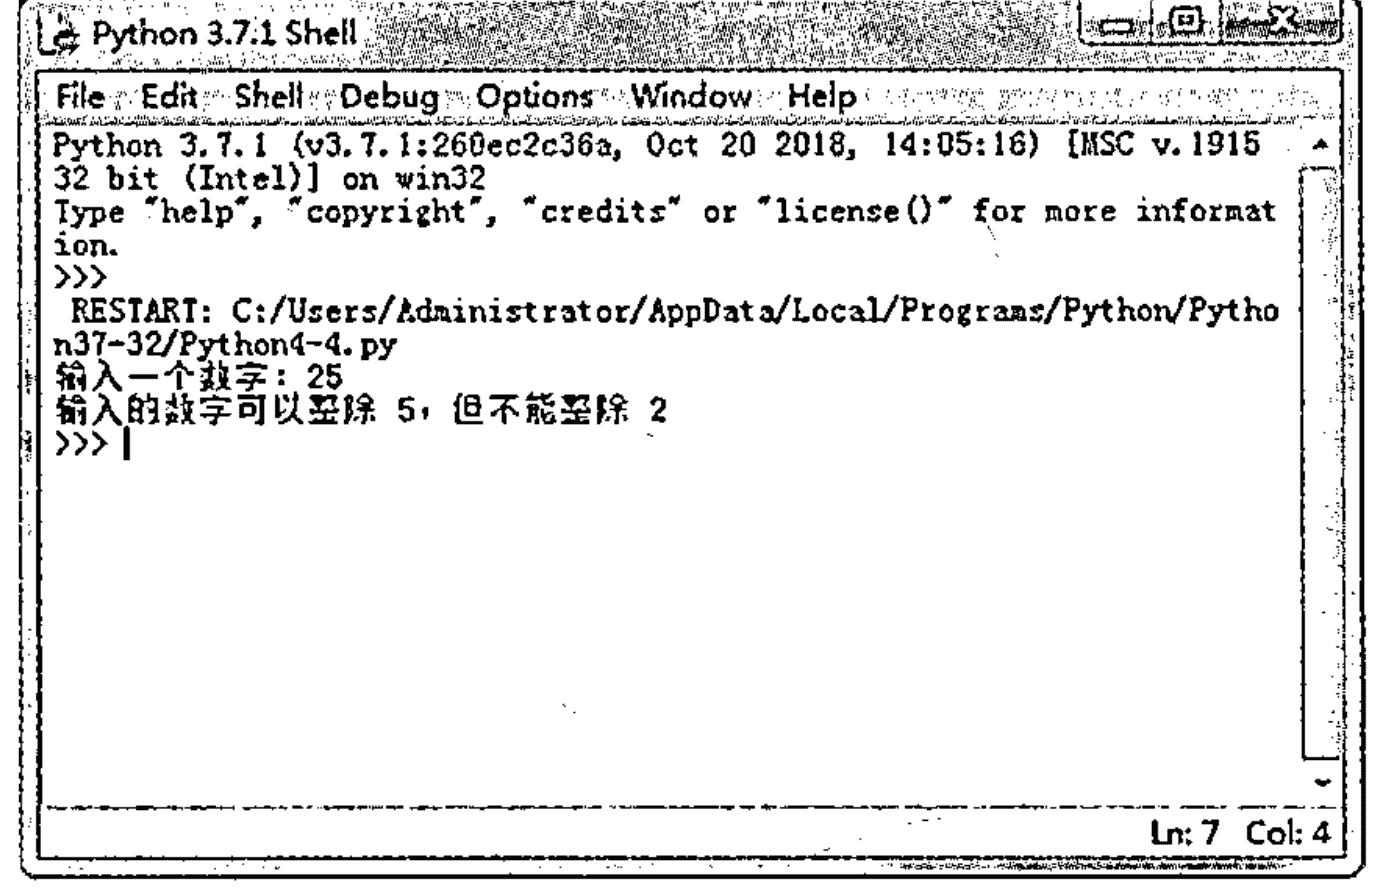 Python 3.7.1 Shell
File Edit Shell Debug Options Window Help
Python 3.7.1 (v3.7.1:260ec2c36a, Oct 20 2018, 14:05:16) [MSC v.1915
32 bit (Intel)] on win32
Type "help", "copyright", "credits" or "license()" for more informat
ion.
>>>
RESTART: C:/Users/Administrator/AppData/Local/Programs/Python/Pytho
n37-32/Python4-4.py
输入一个数字: 25
输入的数字可以整除 5，但不能整除 2
>>>
Ln: 7 Col: 4